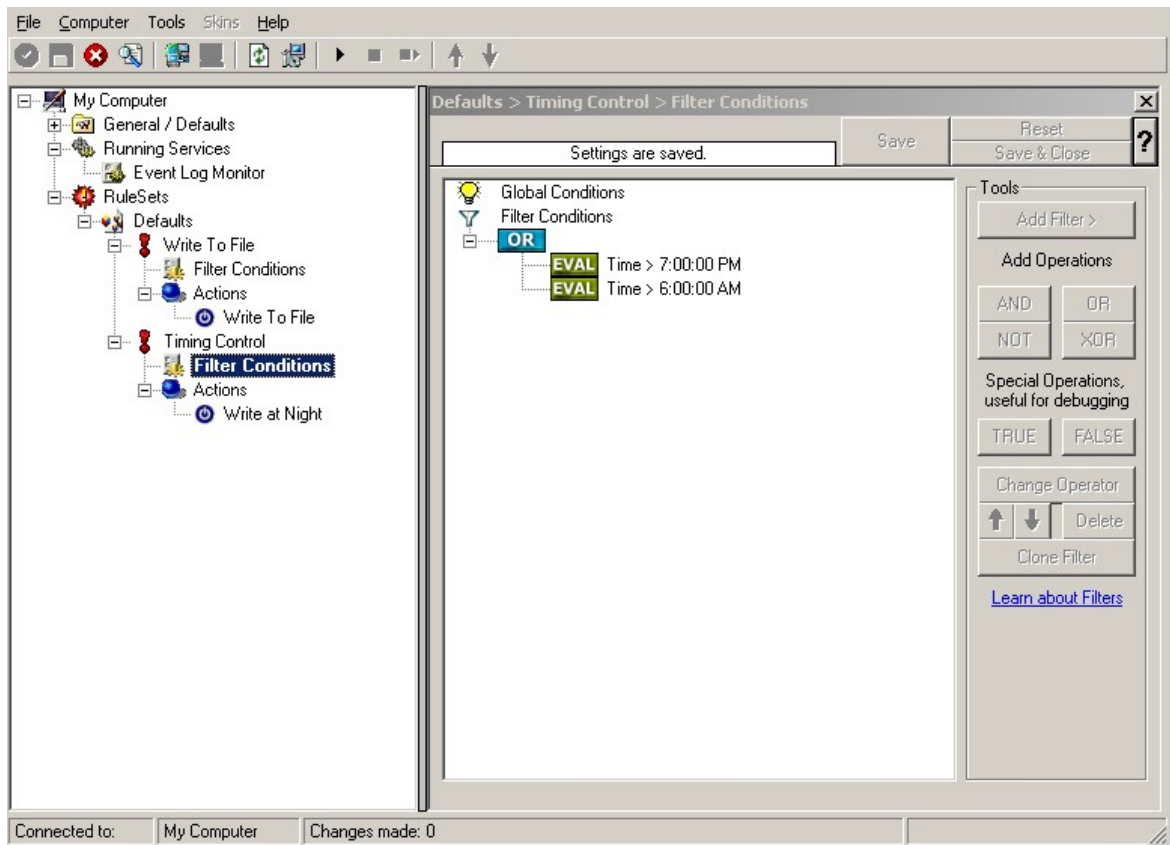 File Computer Tools Skins Help
My Computer
General / Defaults
Running Services
Event Log Monitor
RuleSets
Defaults
Write To File
Filter Conditions
Actions
Write To File
Timing Control
Filter Conditions
Actions
Write at Night
Defaults > Timing Control > Filter Conditions
Settings are saved.
Save
Reset
Save & Close
?
Global Conditions
Filter Conditions
OR
EVAL Time > 7:00:00 PM
EVAL Time > 6:00:00 AM
Tools
Add Filter >
Add Operations
AND OR
NOT XOR
Special Operations,
useful for debugging
TRUE FALSE
Change Operator
Delete
Clone Filter
Learn about Filters
Connected to: My Computer Changes made: 0